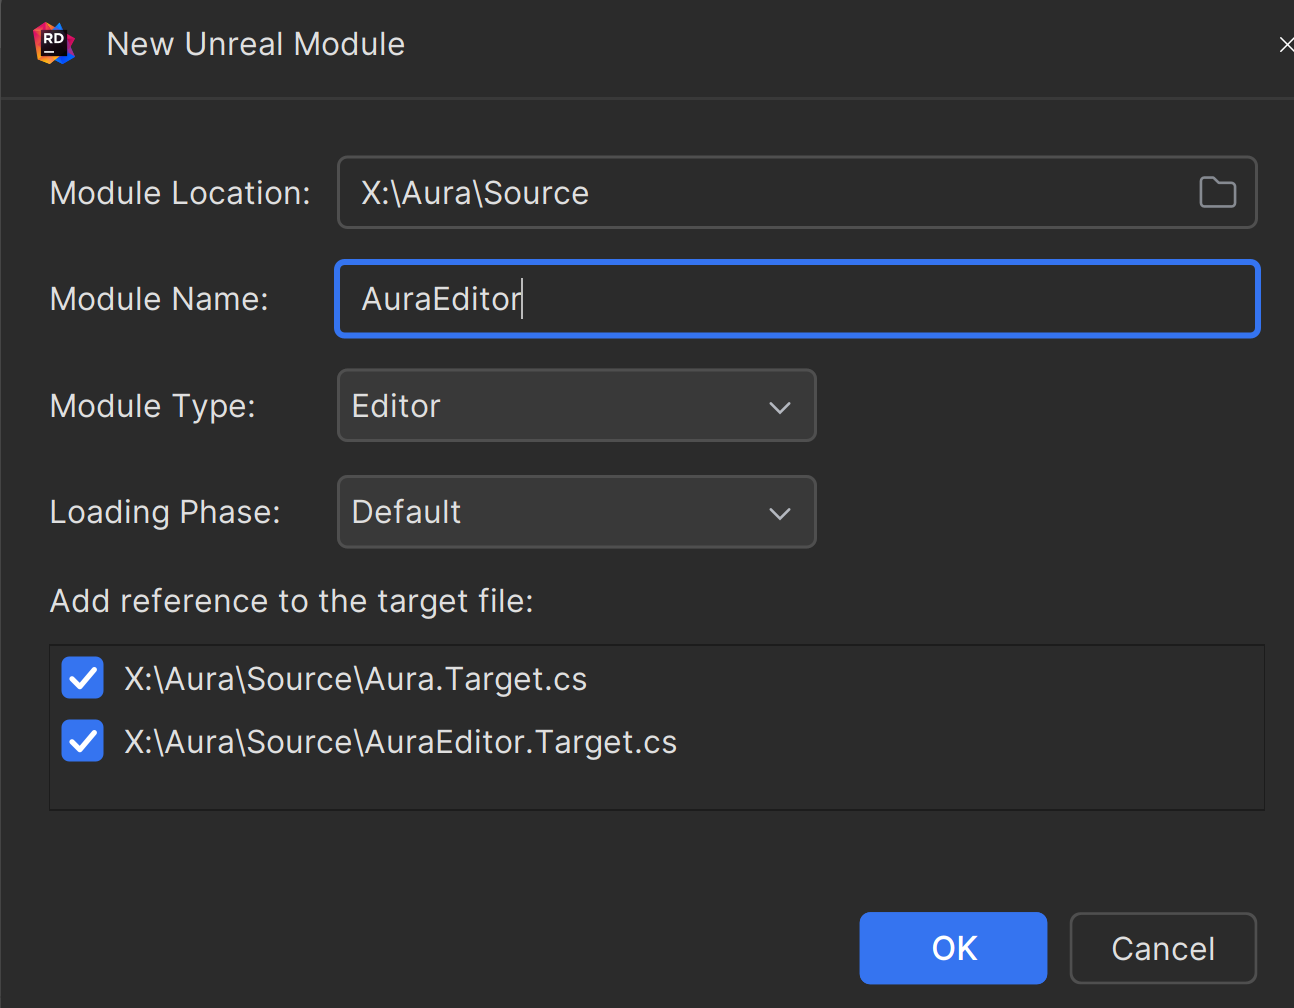 RD
New Unreal Module
Module Location: X:\Aura\Source
Module Name: AuraEditor
Module Type: Editor
Loading Phase: Default
Add reference to the target file:
X:\Aura\Source\Aura.Target.cs
X:\Aura\Source\AuraEditor.Target.cs
OK Cancel